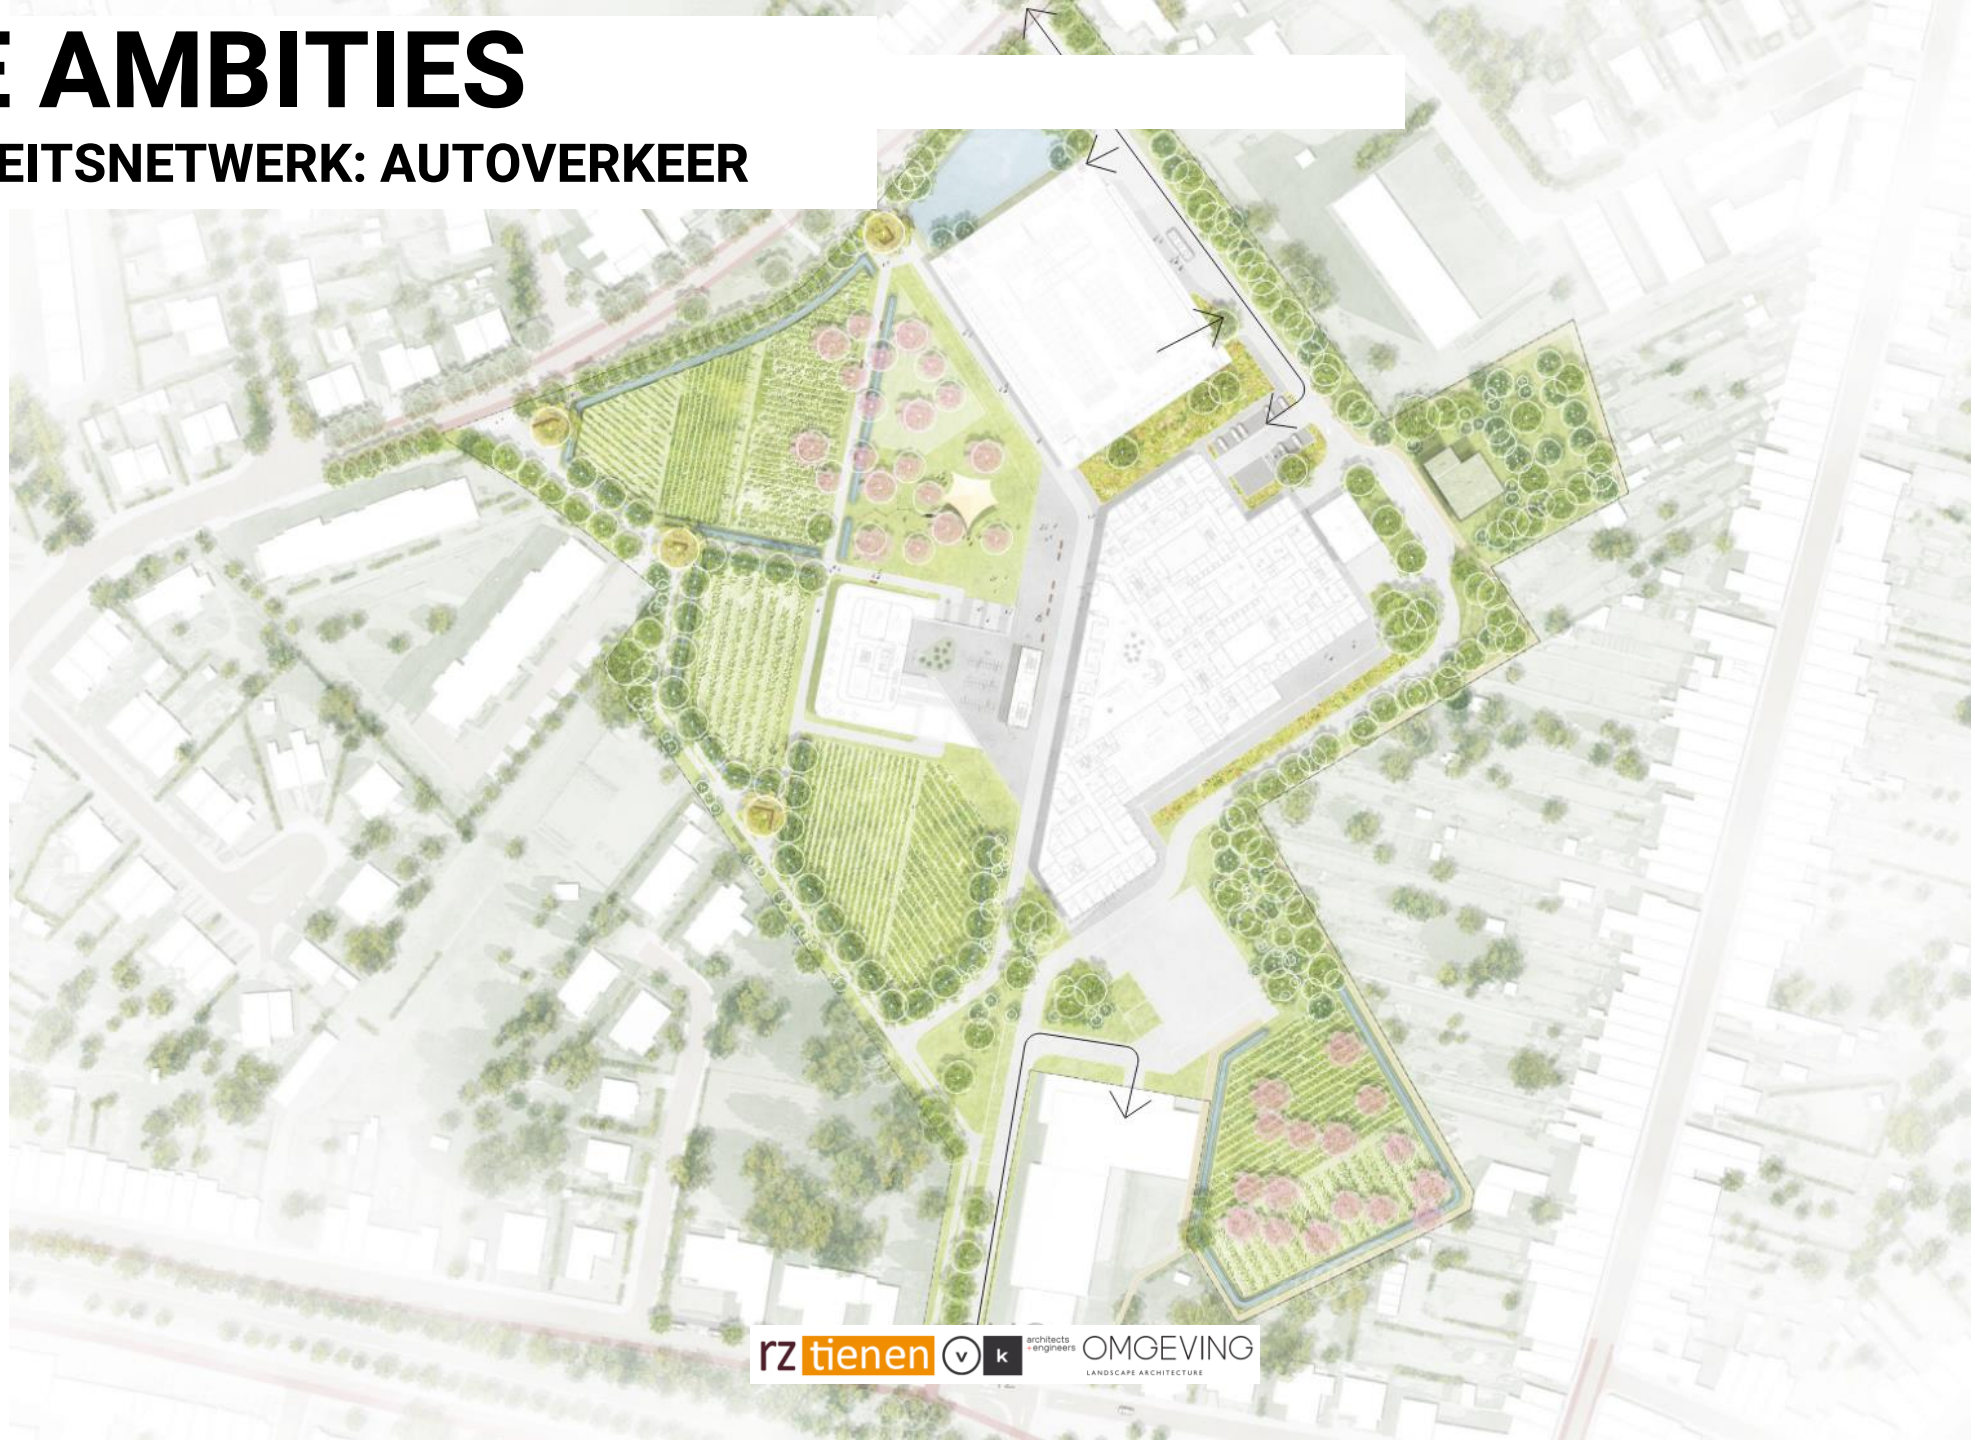 E AMBITIES
EITSNETWERK: AUTOVERKEER
rz tienen v k architects
+engineers OMGEVING
LANDSCAPE ARCHITECTURE